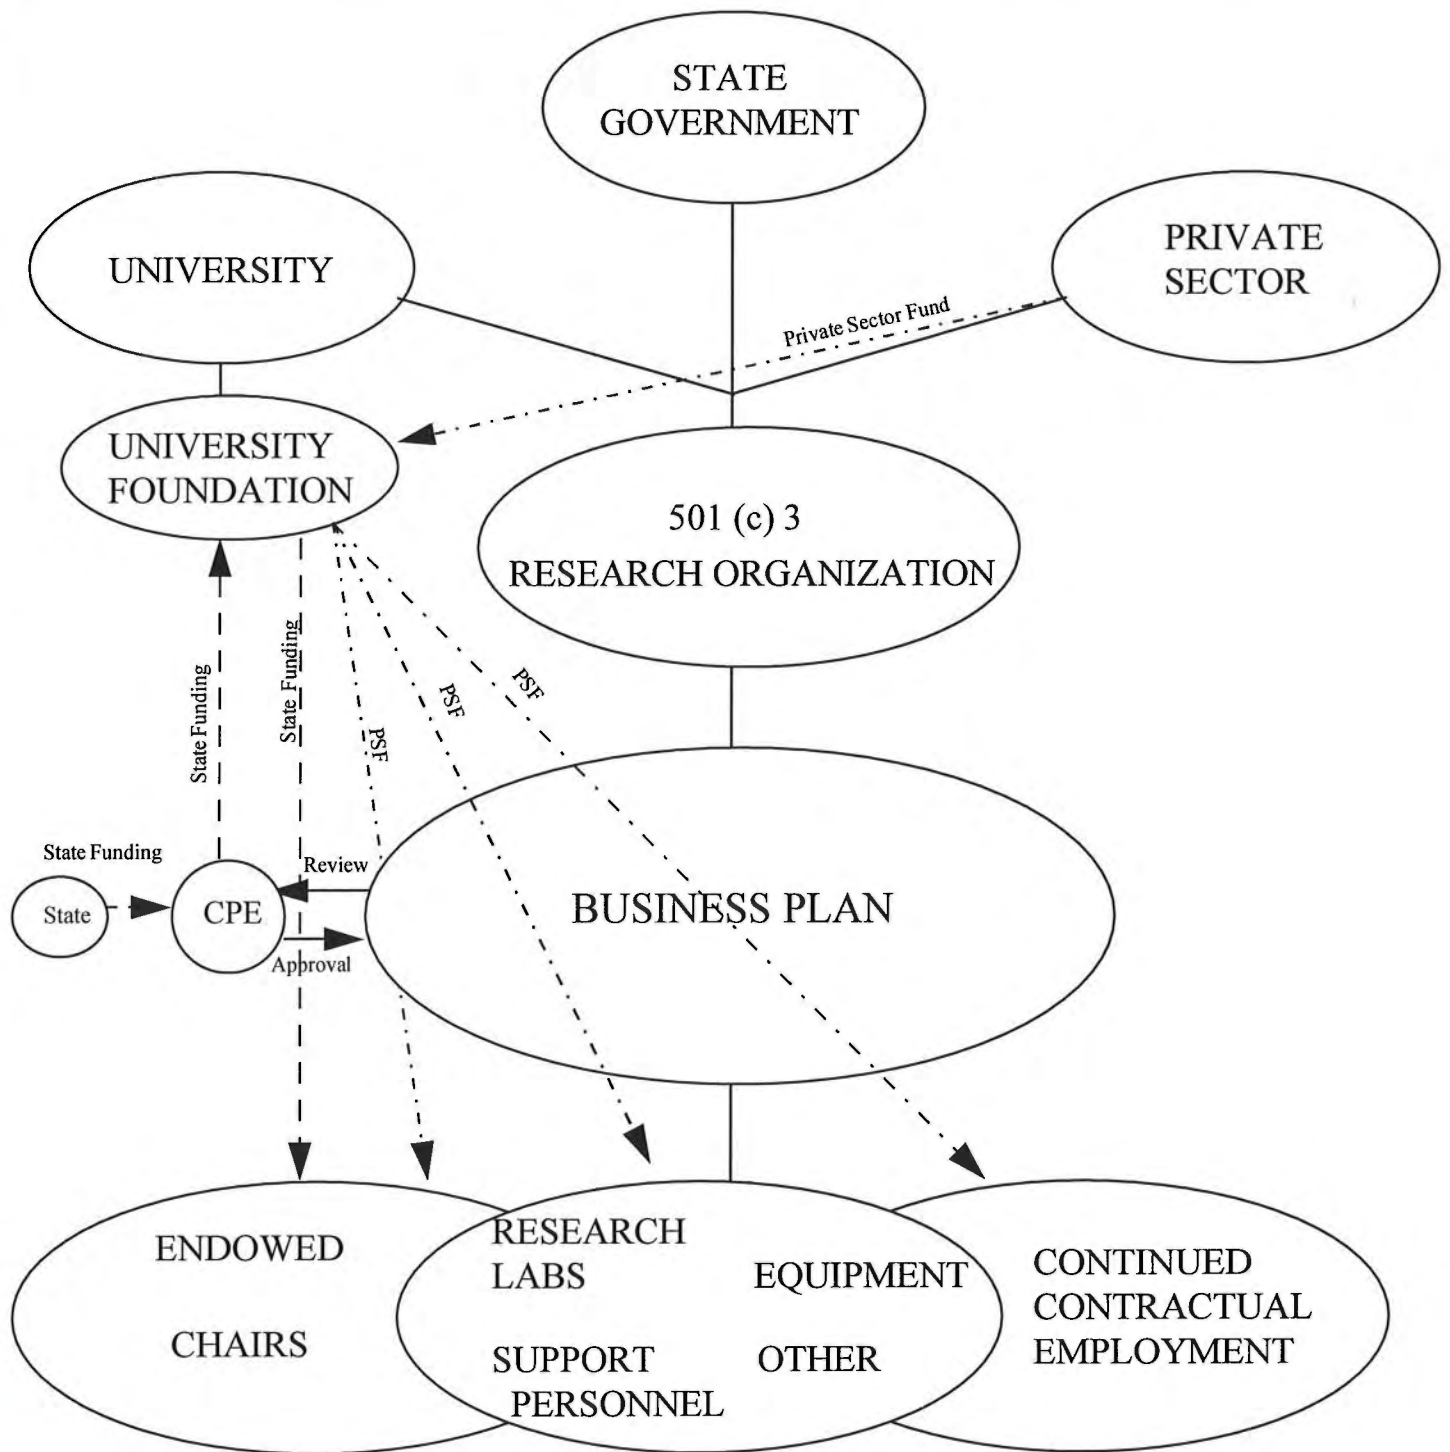 STATE
GOVERNMENT
UNIVERSITY
PRIVATE
SECTOR
Private Sector Fund
UNIVERSITY
FOUNDATION
501 (c) 3
RESEARCH ORGANIZATION
State Funding
State Funding
PSF
PSF
PSF
State Funding
State
CPE
Review
Approval
BUSINESS PLAN
ENDOWED
CHAIRS
RESEARCH
LABS
EQUIPMENT
SUPPORT
PERSONNEL
OTHER
CONTINUED
CONTRACTUAL
EMPLOYMENT